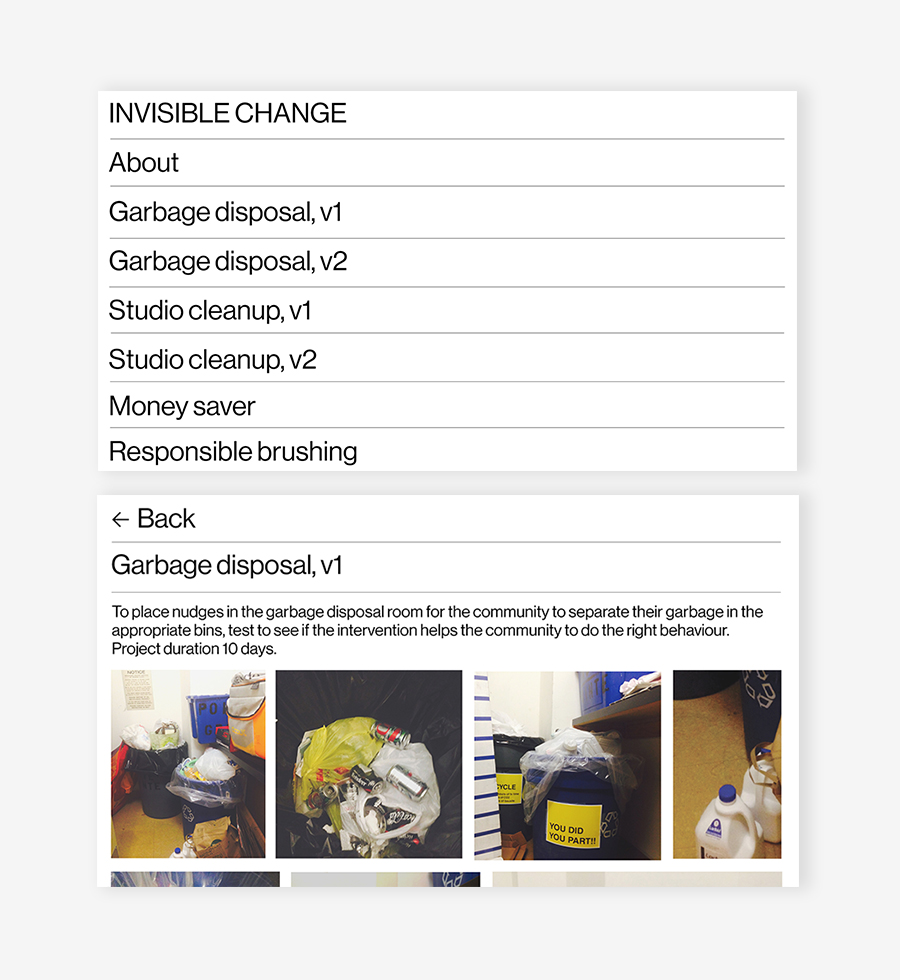 INVISIBLE CHANGE
About
Garbage disposal, v1
Garbage disposal, v2
Studio cleanup, v1
Studio cleanup, v2
Money saver
Responsible brushing
← Back
Garbage disposal, v1
To place nudges in the garbage disposal room for the community to separate their garbage in the
appropriate bins, test to see if the intervention helps the community to do the right behaviour.
Project duration 10 days.
NOTICE
CYCLE
YOU DID
YOU PART!!